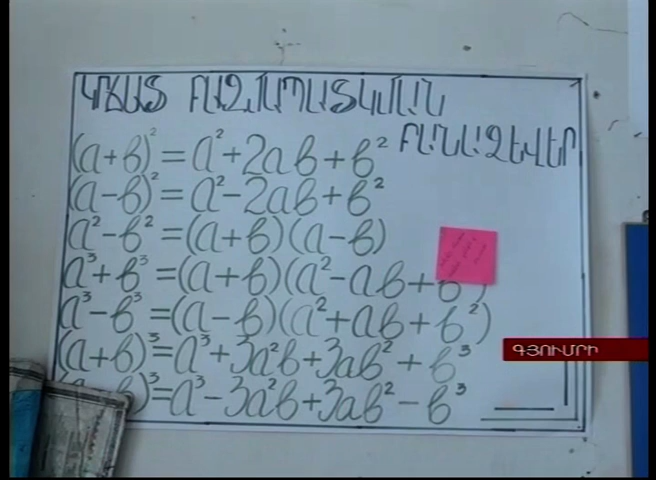 ԿՐՃԱՏ ԲԱԶՄԱՊԱՏԿՄԱՆ
ԲԱՆԱՁԵՎԵՐ
(a+b)² = a² + 2ab + b²
(a-b)² = a² - 2ab + b²
a² - b² = (a+b)(a-b)
a³ + b³ = (a+b)(a² - ab + b²)
a³ - b³ = (a-b)(a² + ab + b²)
(a+b)³ = a³ + 3a²b + 3ab² + b³
b)³ = a³ - 3a²b + 3ab² - b³
ԳՅՈՒՄՐԻ